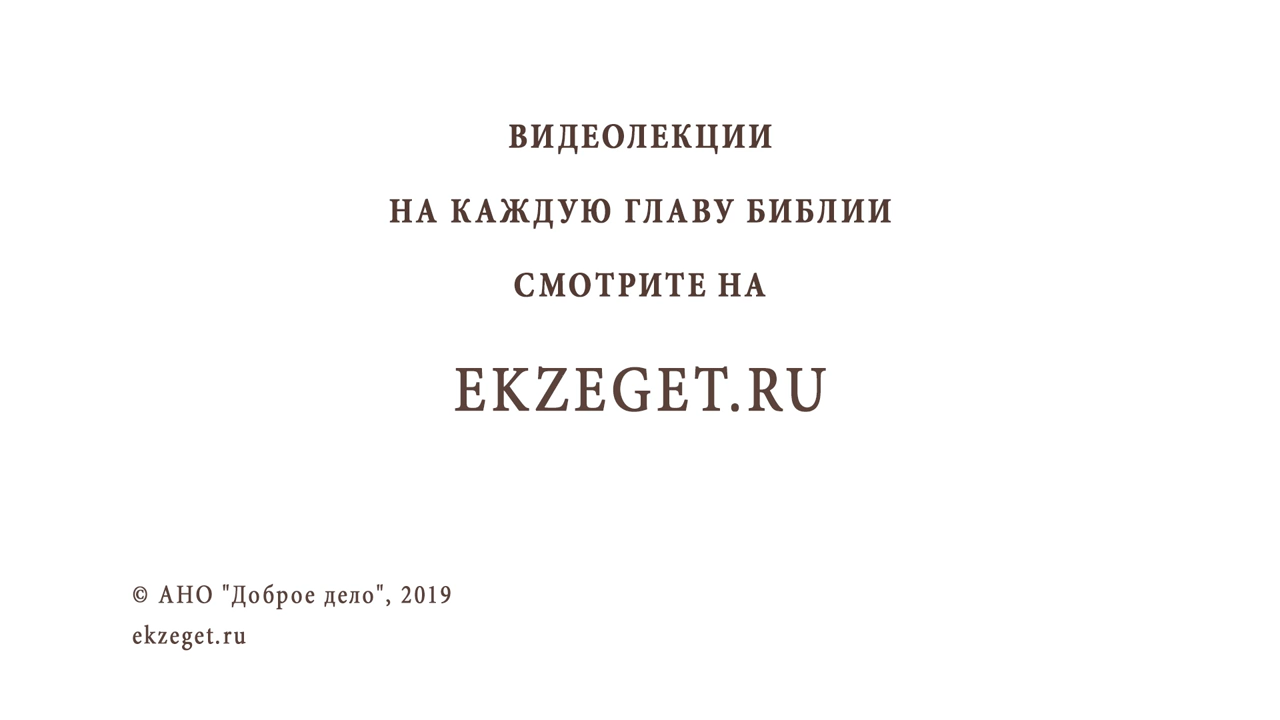 ВИДЕОЛЕКЦИИ
НА КАЖДУЮ ГЛАВУ БИБЛИИ
СМОТРИТЕ НА
EKZEGET.RU
© АНО "Доброе дело", 2019
ekzeget.ru